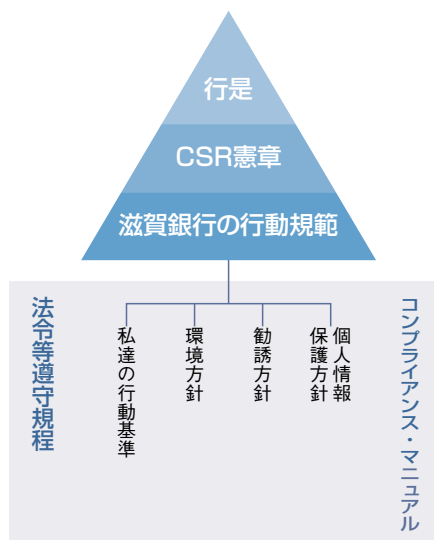 行是
CSR憲章
滋賀銀行の行動規範
法令等遵守規程
私達の行動基準
環境方針
勧誘方針
個人情報
保護方針
コンプライアンス・マニュアル